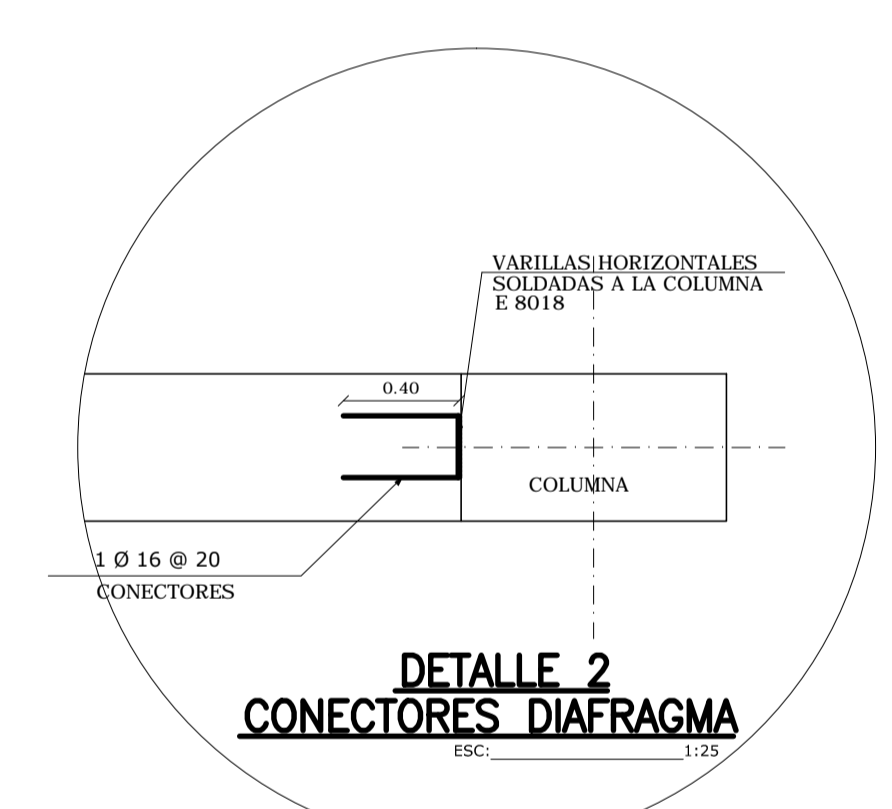 VARILLAS HORIZONTALES
SOLDADAS A LA COLUMNA
E 8018
0.40
COLUMNA
1 Ø 16 @ 20
CONECTORES
DETALLE 2
CONECTORES DIAFRAGMA
ESC:____________________1:25